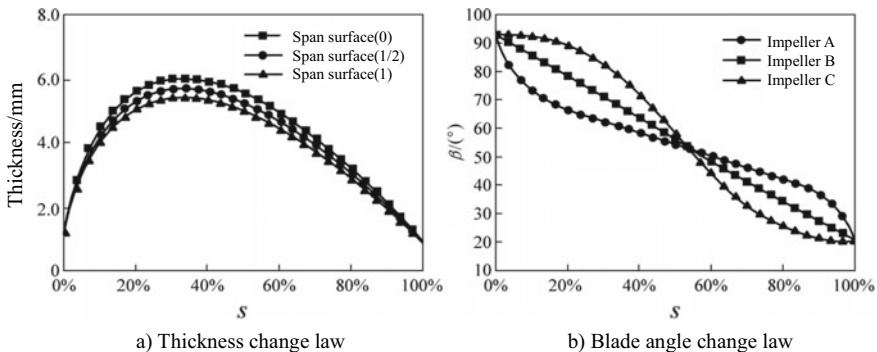 8.0
6.0
4.0
2.0
0
Thickness/mm
Span surface(0)
Span surface(1/2)
Span surface(1)
0% 20% 40% 60% 80% 100%
S
a) Thickness change law
100
90
80
70
60
50
40
30
20
10
β/(°)
Impeller A
Impeller B
Impeller C
0% 20% 40% 60% 80% 100%
S
b) Blade angle change law